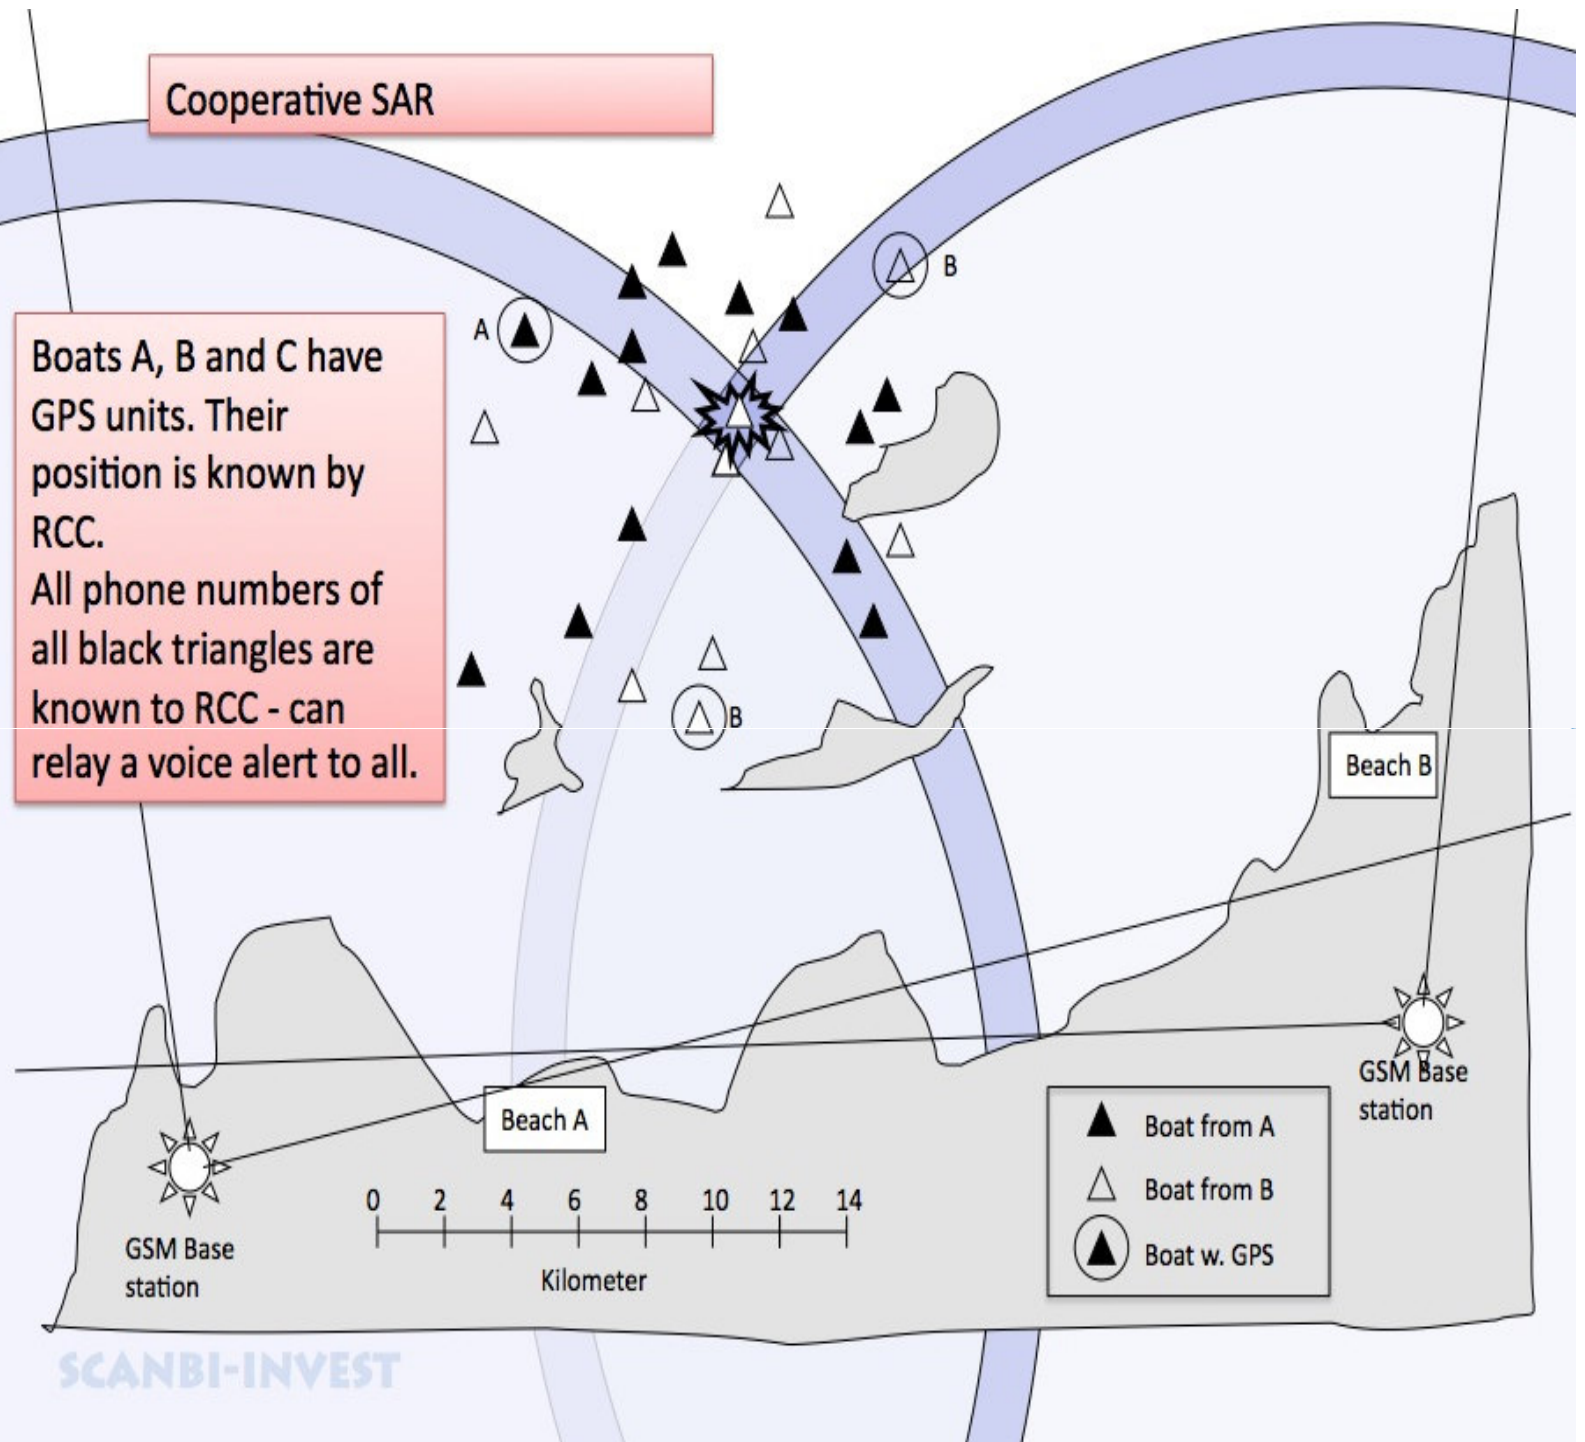 Cooperative SAR
B
A
Boats A, B and C have
GPS units. Their
position is known by
RCC.
All phone numbers of
all black triangles are
known to RCC - can
relay a voice alert to all.
B
Beach B
GSM Base
station
Beach A
Boat from A
Boat from B
Boat w. GPS
0 2 4 6 8 10 12 14
Kilometer
GSM Base
station
SCANBI-INVEST